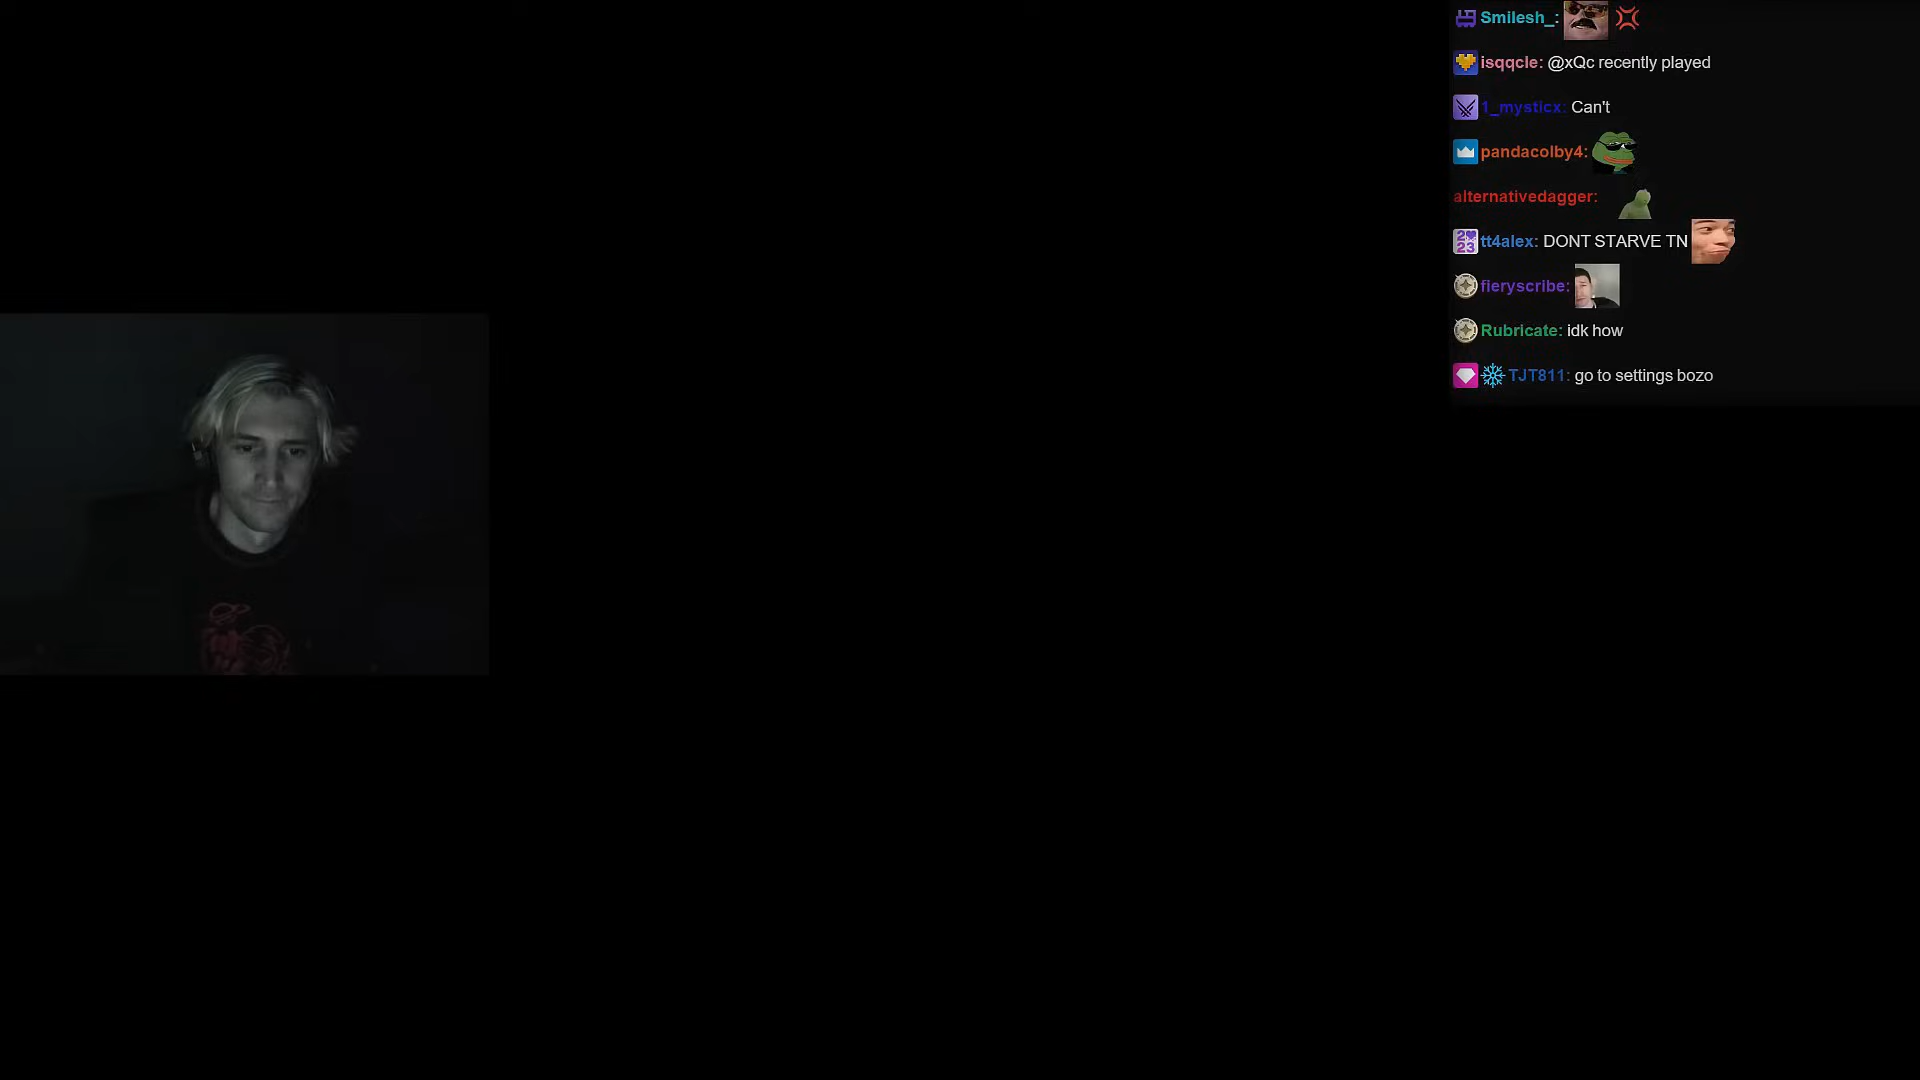 Smilesh_:
isqqcle: @xQc recently played
1_mysticx: Can't
pandacolby4:
alternativedagger:
tt4alex: DONT STARVE TN
fieryscribe:
Rubricate: idk how
TJT811: go to settings bozo